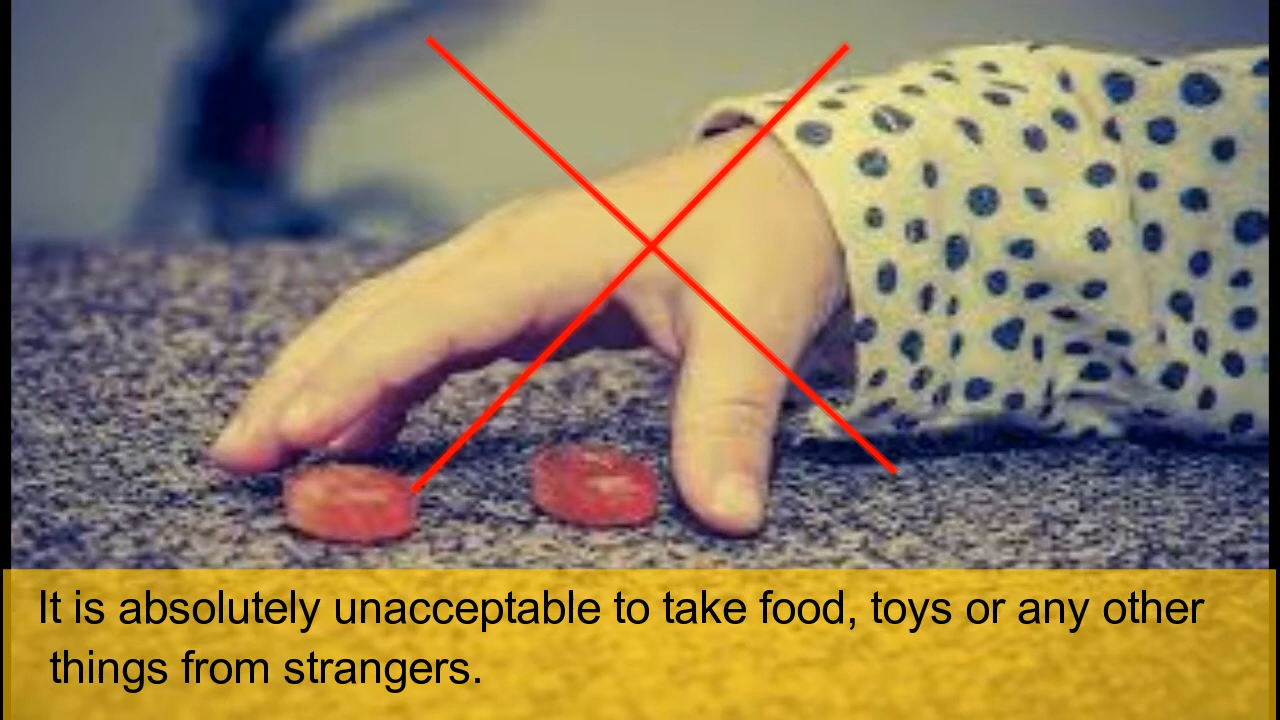 It is absolutely unacceptable to take food, toys or any other
things from strangers.